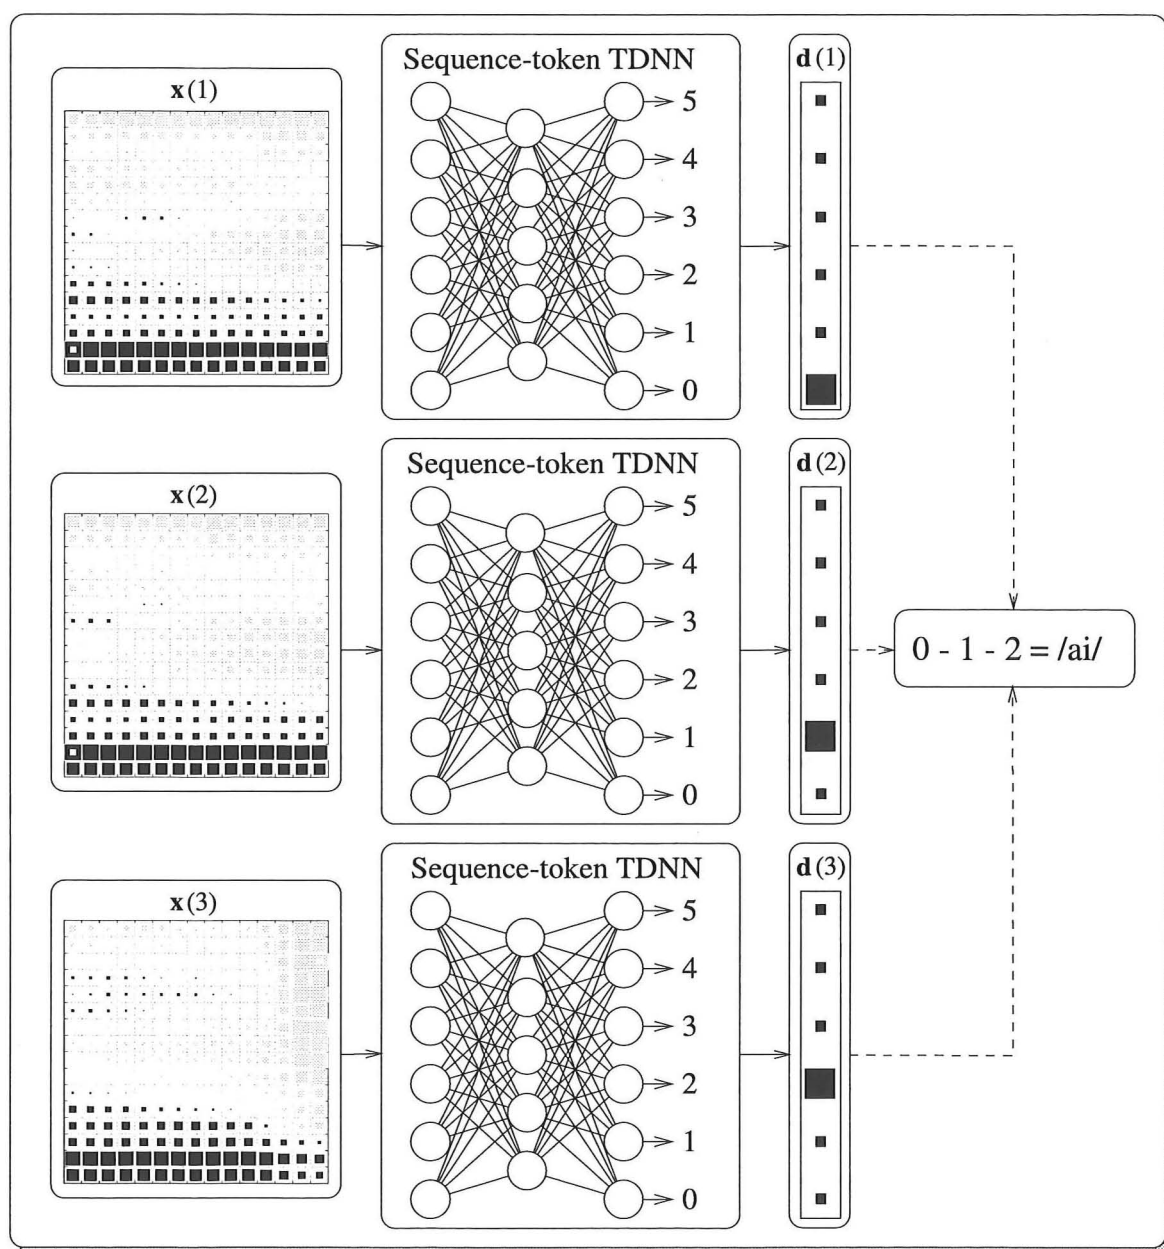 x(1)
Sequence-token TDNN
5
4
3
2
1
0
d(1)
x(2)
Sequence-token TDNN
5
4
3
2
1
0
d(2)
0 - 1 - 2 = /ai/
x(3)
Sequence-token TDNN
5
4
3
2
1
0
d(3)